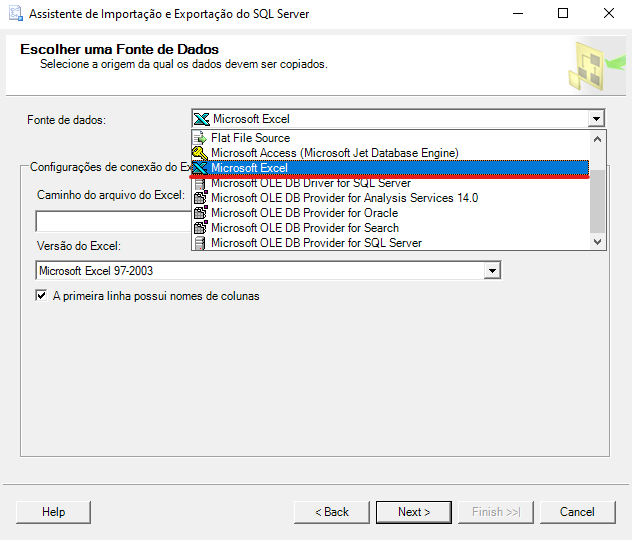 Assistente de Importação e Exportação do SQL Server
Escolher uma Fonte de Dados
Selecione a origem da qual os dados devem ser copiados.
Fonte de dados:
Microsoft Excel
Flat File Source
Microsoft Access (Microsoft Jet Database Engine)
Microsoft Excel
Microsoft OLE DB Driver for SQL Server
Microsoft OLE DB Provider for Analysis Services 14.0
Microsoft OLE DB Provider for Oracle
Microsoft OLE DB Provider for Search
Microsoft OLE DB Provider for SQL Server
Configurações de conexão do Ex
Caminho do arquivo do Excel:
Versão do Excel:
Microsoft Excel 97-2003
A primeira linha possui nomes de colunas
Help
< Back
Next >
Finish >>|
Cancel